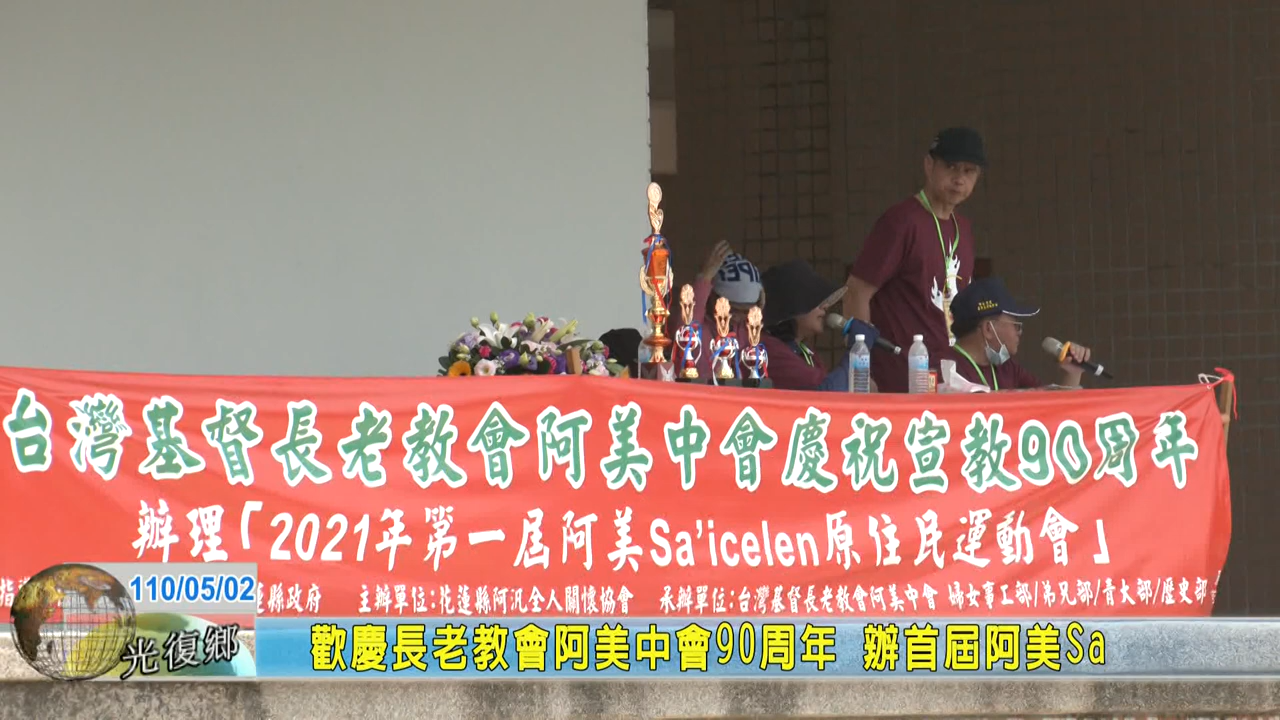 台灣基督長老教會阿美中會慶祝宣教90周年
辦理「2021年第一屆阿美Sa'icelen原住民運動會」
指 蓮縣政府 主辦單位:花蓮縣阿汎全人關懷協會 承辦單位:台灣基督長老教會阿美中會 婦女事工部/弟兄部/青大部/歷史部
110/05/02
光復鄉
歡慶長老教會阿美中會90周年 辦首屆阿美Sa